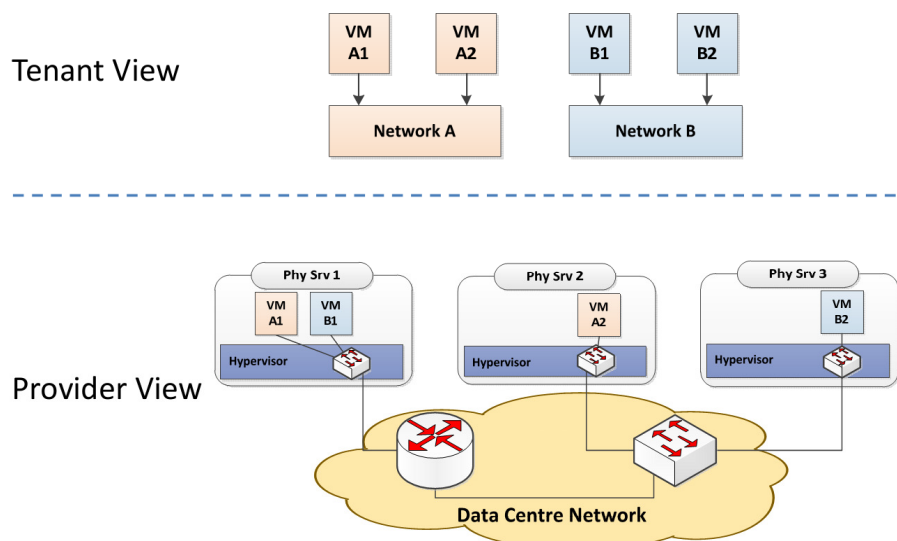 Tenant View
VM
A1
VM
A2
VM
B1
VM
B2
Network A
Network B
Provider View
Phy Srv 1
VM
A1
VM
B1
Hypervisor
Phy Srv 2
VM
A2
Hypervisor
Phy Srv 3
VM
B2
Hypervisor
Data Centre Network